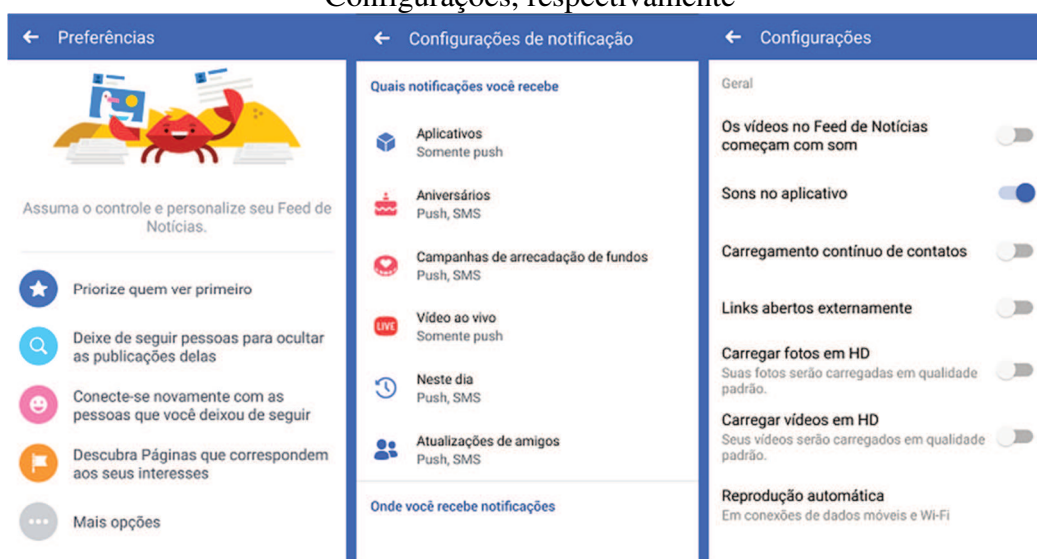 Configurações, respectivamente
Preferências
Assuma o controle e personalize seu Feed de
Notícias.
Priorize quem ver primeiro
Deixe de seguir pessoas para ocultar
as publicações delas
Conecte-se novamente com as
pessoas que você deixou de seguir
Descubra Páginas que correspondem
aos seus interesses
Mais opções
Configurações de notificação
Quais notificações você recebe
Aplicativos
Somente push
Aniversários
Push, SMS
Campanhas de arrecadação de fundos
Push, SMS
LIVE
Vídeo ao vivo
Somente push
Neste dia
Push, SMS
Atualizações de amigos
Push, SMS
Onde você recebe notificações
Configurações
Geral
Os vídeos no Feed de Notícias
começam com som
Sons no aplicativo
Carregamento contínuo de contatos
Links abertos externamente
Carregar fotos em HD
Suas fotos serão carregadas em qualidade
padrão.
Carregar vídeos em HD
Seus vídeos serão carregados em qualidade
padrão.
Reprodução automática
Em conexões de dados móveis e Wi-Fi